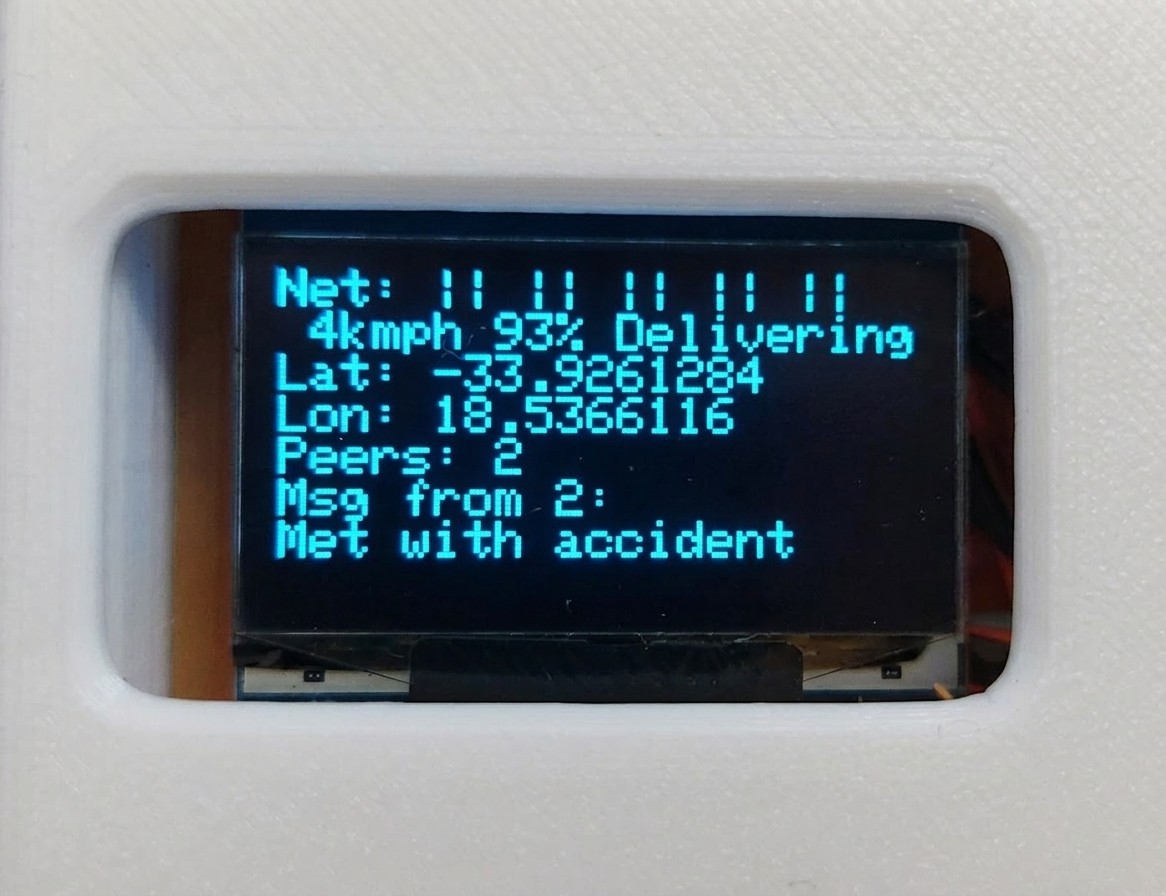 Net: || || || || ||
4kmph 93% Delivering
Lat: -33.9261284
Lon: 18.5366116
Peers: 2
Msg from 2:
Met with accident